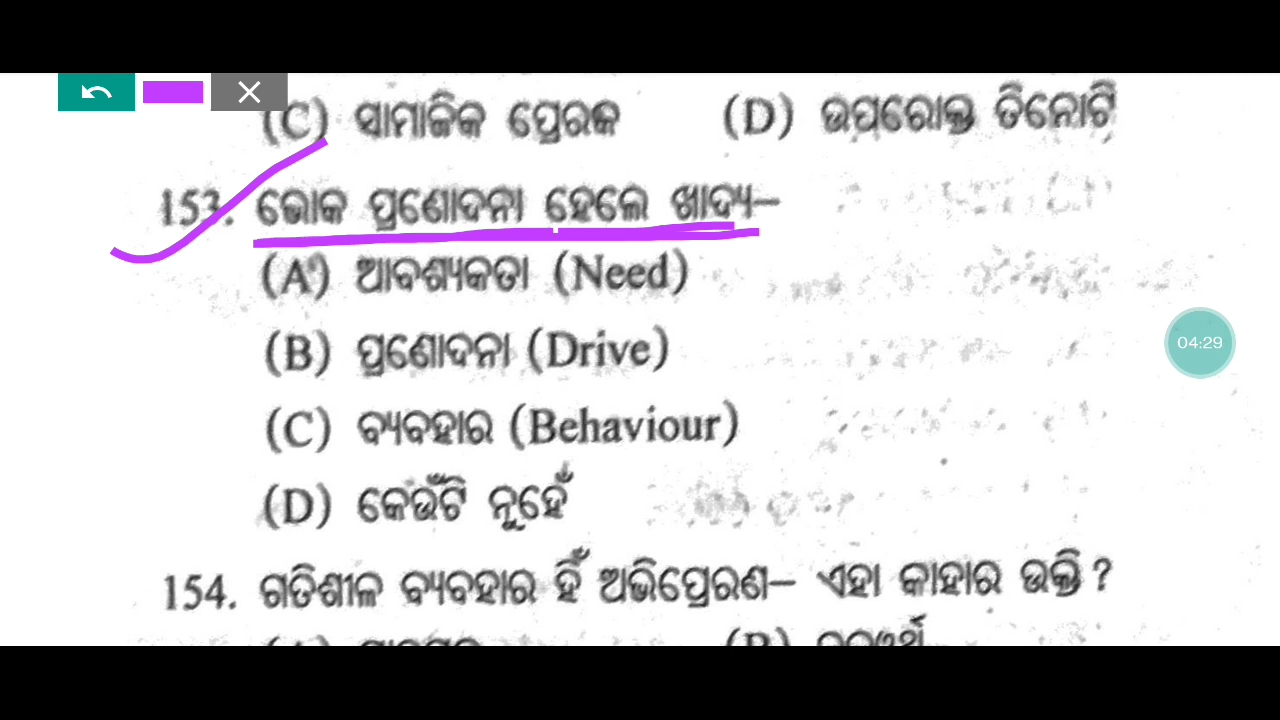 (C) ସାମାଜିକ ପ୍ରେରକ (D) ଉପରୋକ୍ତ ତିନୋଟି
153. ଭୋକ ପ୍ରଣୋଦନା ହେଲେ ଖାଦ୍ୟ–
(A) ଆବଶ୍ୟକତା (Need)
04:29
(B) ପ୍ରଣୋଦନା (Drive)
(C) ବ୍ୟବହାର (Behaviour)
(D) କେଉଁଟି ନୁହେଁ
154. ଗତିଶୀଳ ବ୍ୟବହାର ହିଁ ଅଭିପ୍ରେରଣ– ଏହା କାହାର ଉକ୍ତି ?